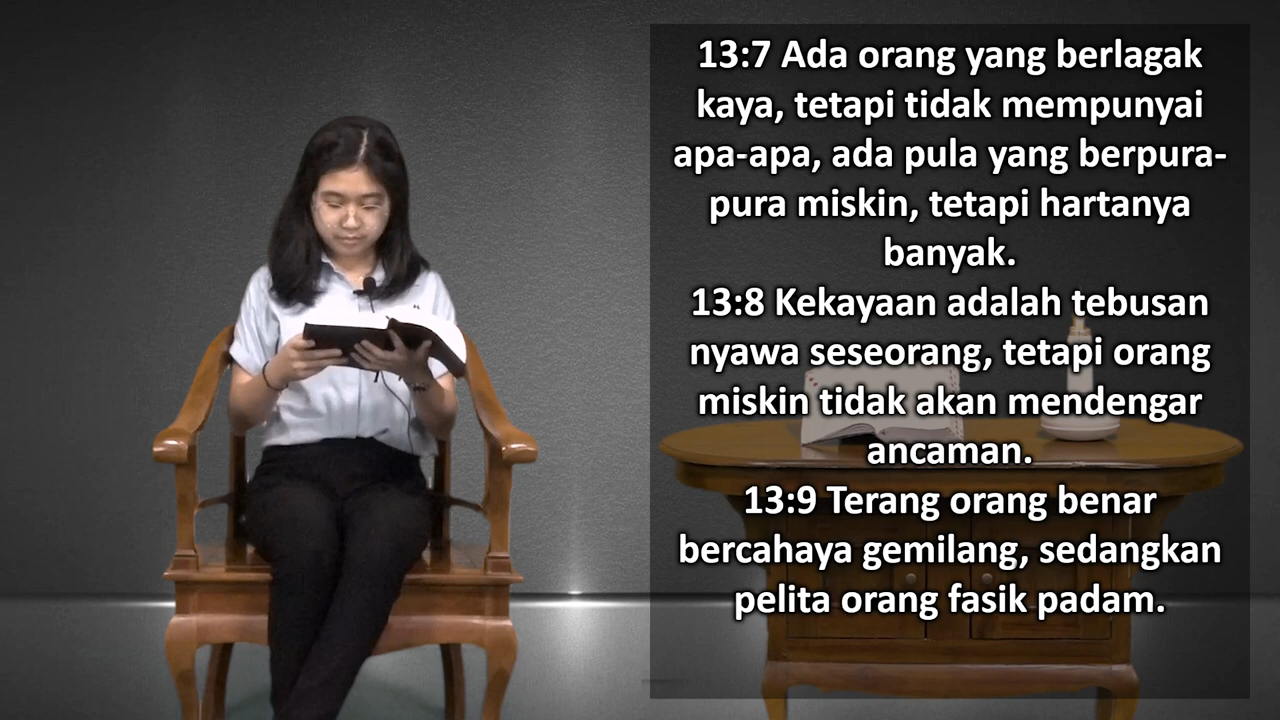 13:7 Ada orang yang berlagak
kaya, tetapi tidak mempunyai
apa-apa, ada pula yang berpura-
pura miskin, tetapi hartanya
banyak.
13:8 Kekayaan adalah tebusan
nyawa seseorang, tetapi orang
miskin tidak akan mendengar
ancaman.
13:9 Terang orang benar
bercahaya gemilang, sedangkan
pelita orang fasik padam.